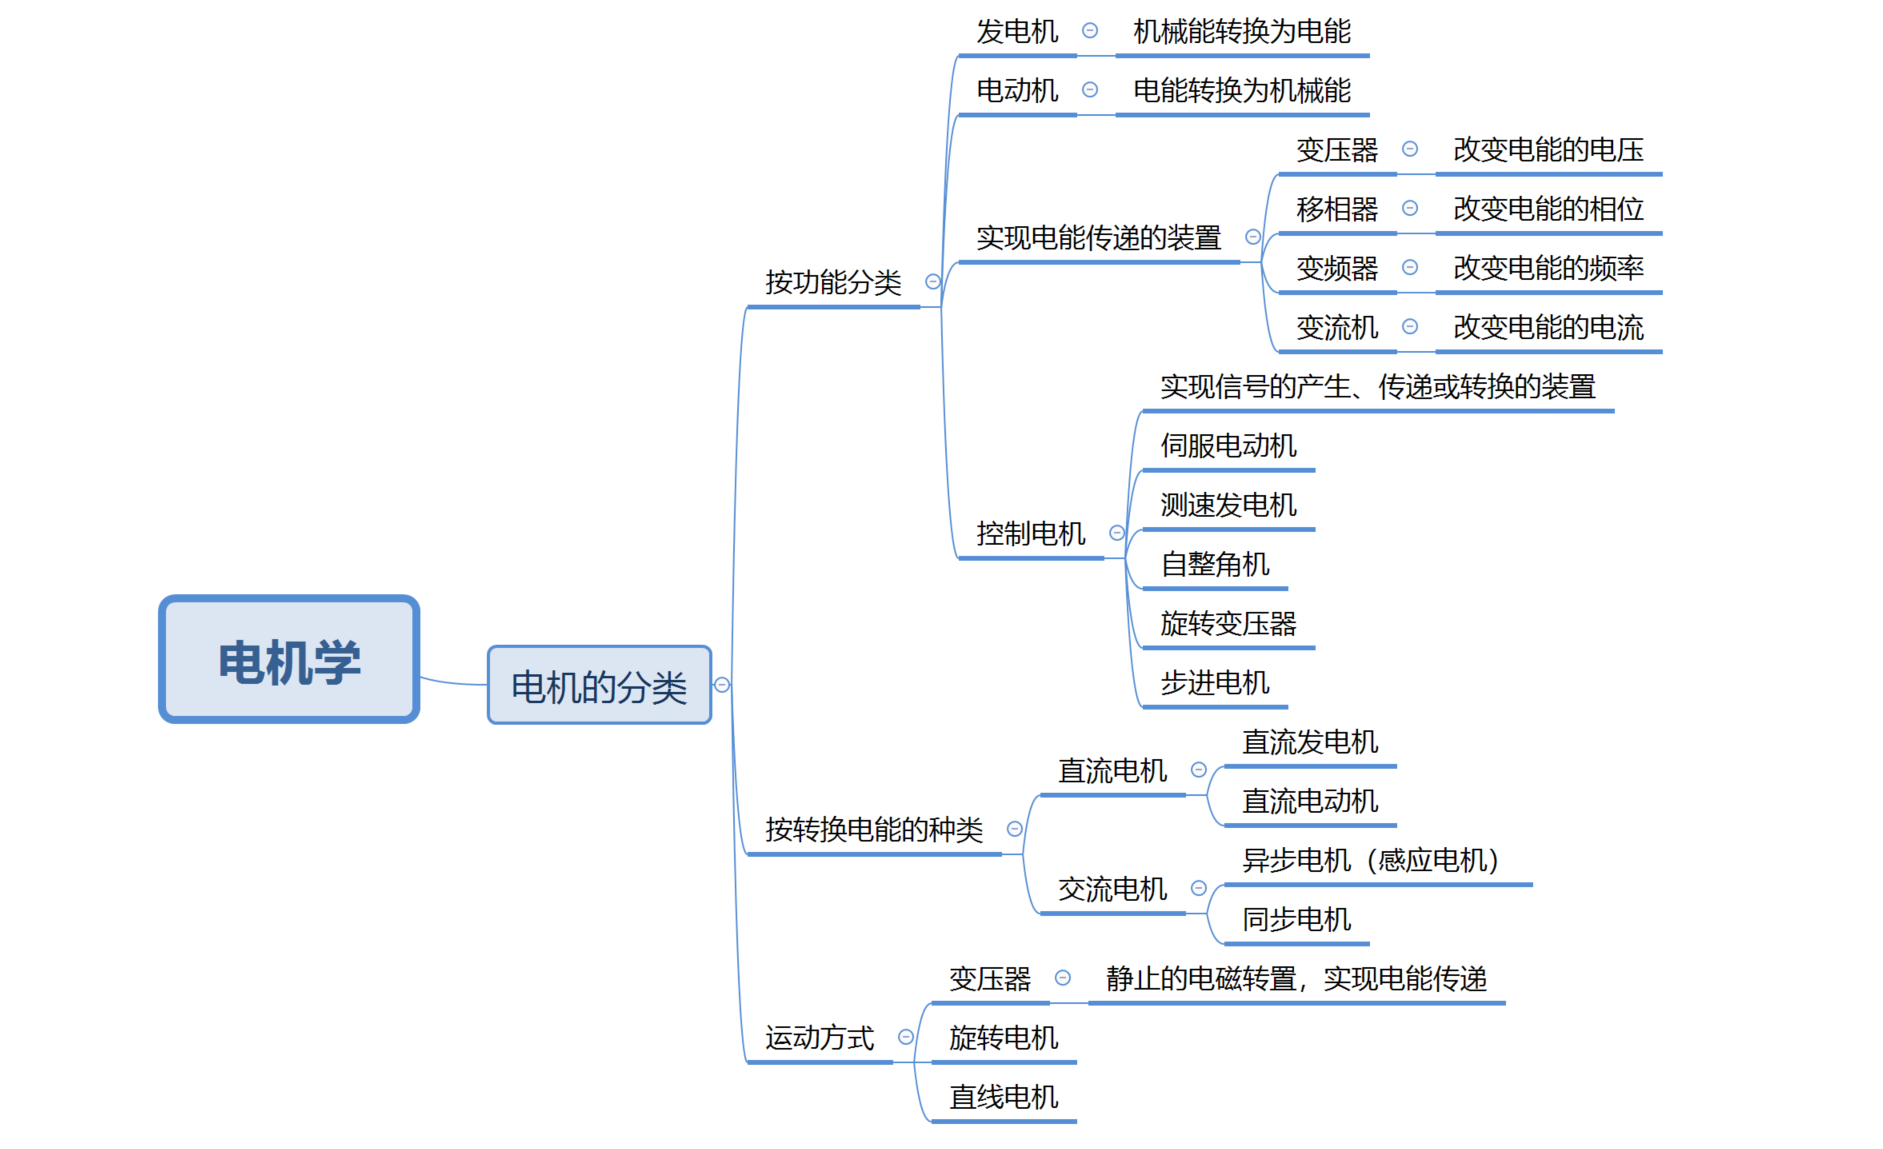 电机学
电机的分类
按功能分类
发电机
机械能转换为电能
电动机
电能转换为机械能
实现电能传递的装置
变压器
改变电能的电压
移相器
改变电能的相位
变频器
改变电能的频率
变流机
改变电能的电流
控制电机
实现信号的产生、传递或转换的装置
伺服电动机
测速发电机
自整角机
旋转变压器
步进电机
按转换电能的种类
直流电机
直流发电机
直流电动机
交流电机
异步电机（感应电机）
同步电机
运动方式
变压器
静止的电磁转置，实现电能传递
旋转电机
直线电机